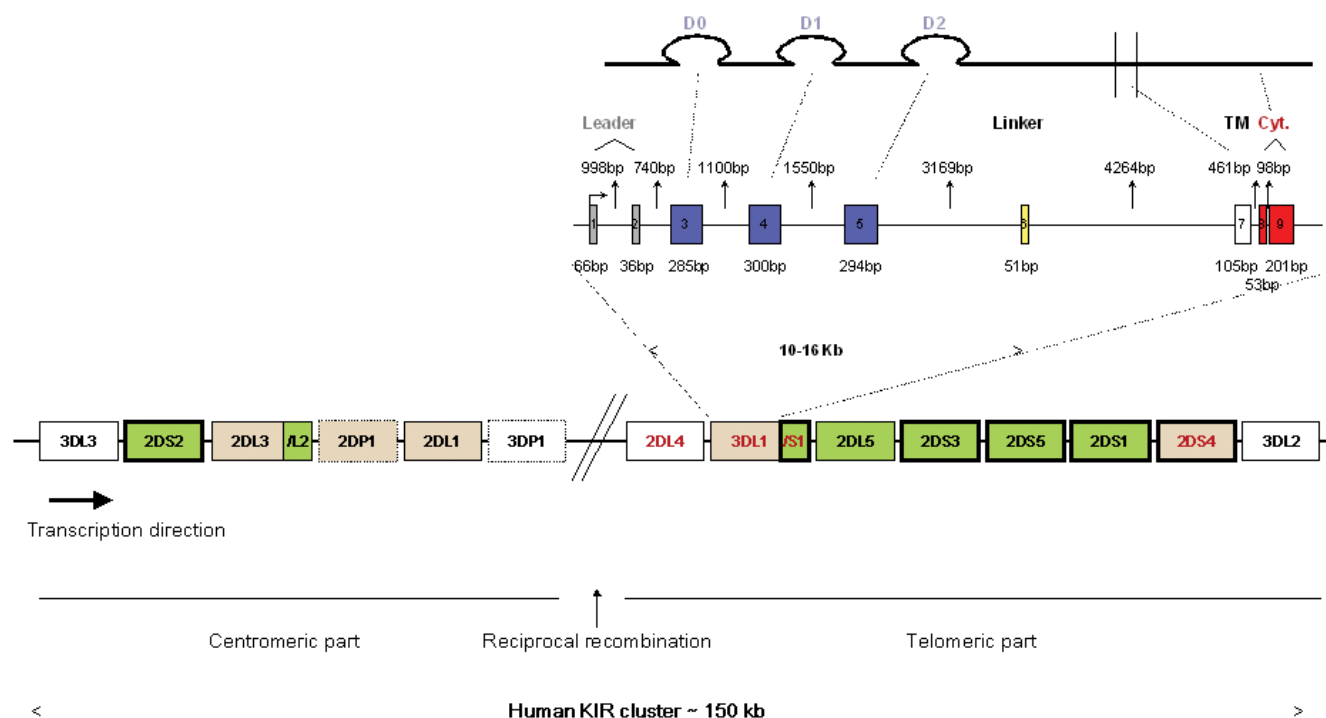 D0 D1 D2
Leader Linker TM Cyt.
998bp 740bp 1100bp 1550bp 3169bp 4264bp 461bp 98bp
1 2 3 4 5 6 7 8 9
66bp 36bp 285bp 300bp 294bp 51bp 105bp 201bp
53bp
< 10-16 Kb >
3DL3 2DS2 2DL3 /L2 2DP1 2DL1 3DP1 2DL4 3DL1 /S1 2DL5 2DS3 2DS5 2DS1 2DS4 3DL2
Transcription direction
Centromeric part Reciprocal recombination Telomeric part
< Human KIR cluster ~ 150 kb >